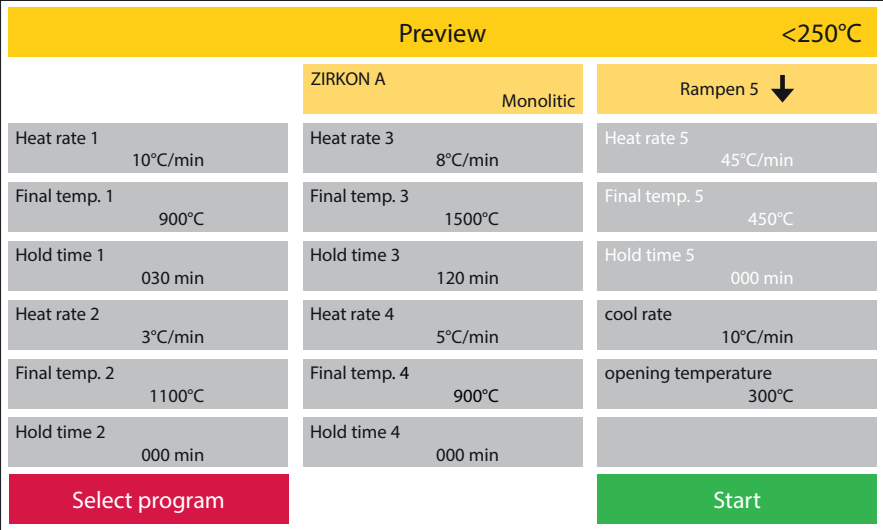 Preview
<250°C
ZIRKON A
Monolitic
Rampen 5
Heat rate 1
10°C/min
Heat rate 3
8°C/min
Heat rate 5
45°C/min
Final temp. 1
900°C
Final temp. 3
1500°C
Final temp. 5
450°C
Hold time 1
030 min
Hold time 3
120 min
Hold time 5
000 min
Heat rate 2
3°C/min
Heat rate 4
5°C/min
cool rate
10°C/min
Final temp. 2
1100°C
Final temp. 4
900°C
opening temperature
300°C
Hold time 2
000 min
Hold time 4
000 min
Select program
Start